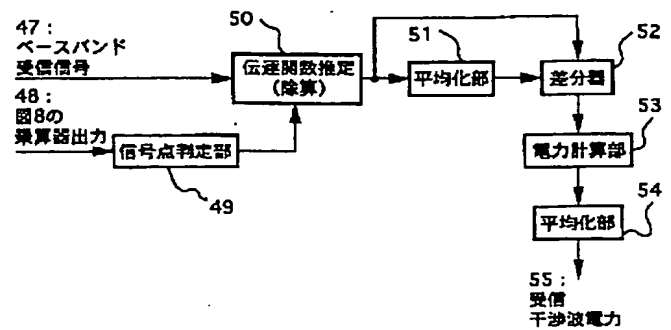 47：
ベースバンド
受信信号
48：
図8の
乗算器出力
信号点判定部
49
50
伝達関数推定
(除算)
51
平均化部
52
差分器
53
電力計算部
54
平均化部
55：
受信
干渉波電力